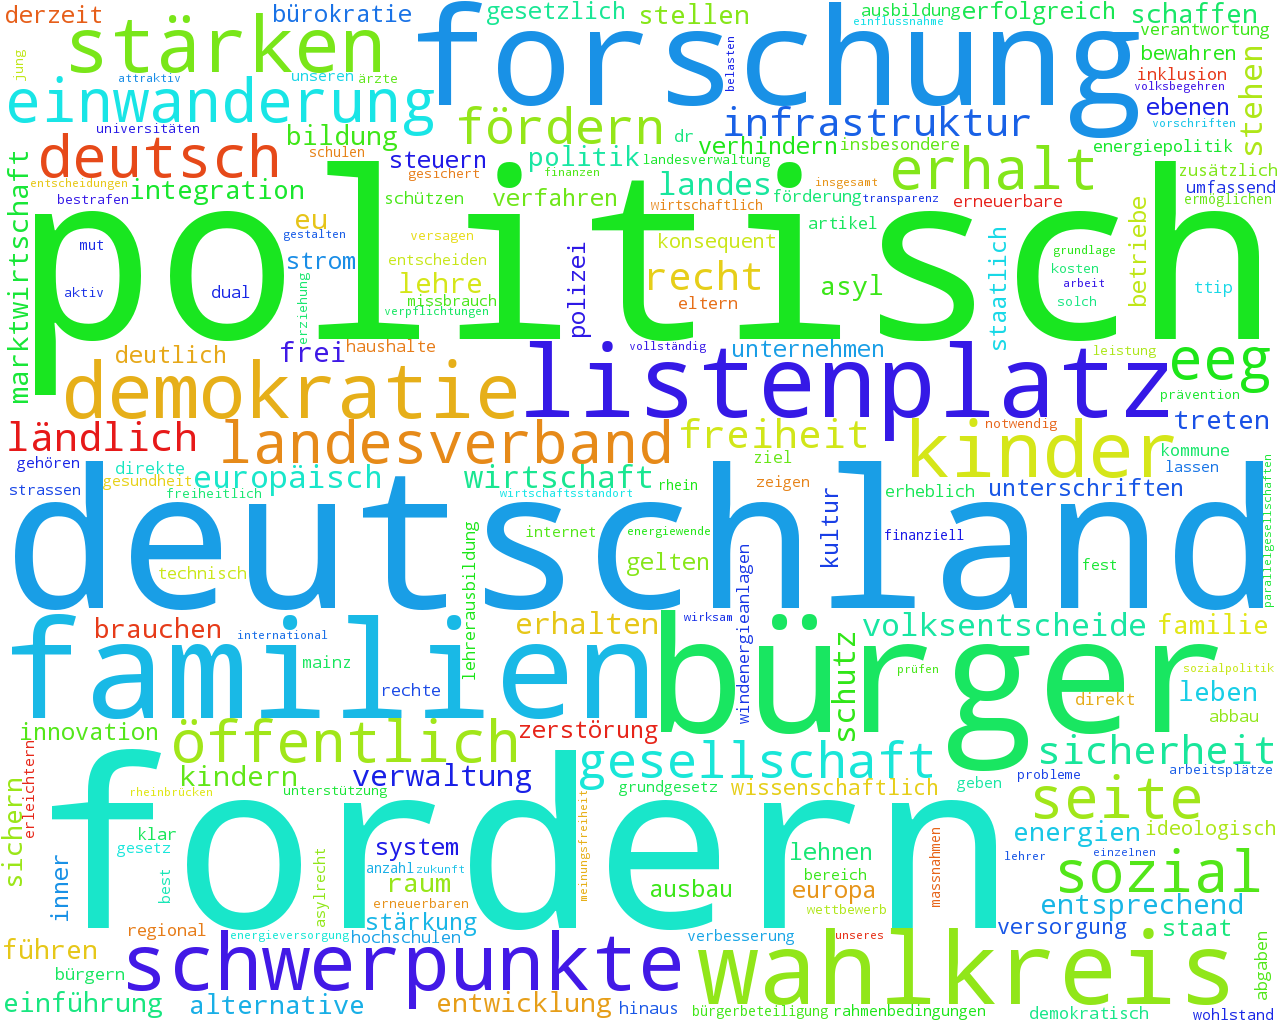 derzeit
bürokratie
gesetzlich
stellen
ausbildung
erfolgreich
schaffen
einflussnahme
verantwortung
stärken
forschung
jung
attraktiv
unseren
ärzte
belasten
bewahren
inklusion
volksbegehren
stehen
einwanderung
fördern
infrastruktur
ebenen
vorschriften
universitäten
bildung
dr
verhindern
insbesondere
energiepolitik
deutsch
schulen
steuern
politik
landesverwaltung
erhalt
zusätzlich
entscheidungen
integration
gesichert
finanzen
landes
insgesamt
umfassend
bestrafen
schützen
verfahren
wirtschaftlich
förderung
transparenz
erneuerbare
ermöglichen
marktwirtschaft
politisch
eu
gestalten
versagen
konsequent
artikel
staatlich
betriebe
mut
strom
entscheiden
polizei
grundlage
lehre
recht
asyl
kosten
aktiv
dual
erziehung
missbrauch
verpflichtungen
eltern
arbeit
solch
ttip
deutlich
frei
haushalte
vollständig
unternehmen
leistung
eeg
demokratie
listenplatz
prävention
ländlich
landesverband
freiheit
kinder
notwendig
treten
gehören
direkte
europäisch
wirtschaft
rhein
ziel
kommune
lassen
strassen
gesundheit
freiheitlich
wirtschaftsstandort
zeigen
erheblich
unterschriften
parallelgesellschaften
deutschland
lehrerausbildung
internet
energiewende
kultur
finanziell
technisch
gelten
windenergieanlagen
fest
familien
brauchen
international
erhalten
wirksam
bürger
volksentscheide
familie
mainz
rechte
schutz
prüfen
sozialpolitik
leben
direkt
abbau
innovation
öffentlich
zerstörung
gesellschaft
sicherheit
erleichtern
kindern
verwaltung
grundgesetz
wissenschaftlich
geben
probleme
arbeitsplätze
sichern
rheinbrücken
unterstützung
meinungsfreiheit
seite
fordern
klar
gesetz
system
lehnen
energien
ideologisch
lehrer
einzelnen
inner
best
asylrecht
anzahl
zukunft
raum
erneuerbaren
ausbau
bereich
europa
wettbewerb
massnahmen
sozial
entsprechend
regional
energieversorgung
stärkung
hochschulen
verbesserung
unseres
versorgung
staat
führen
bürgern
schwerpunkte
wahlkreis
abgaben
einführung
alternative
entwicklung
hinaus
bürgerbeteiligung
rahmenbedingungen
demokratisch
wohlstand